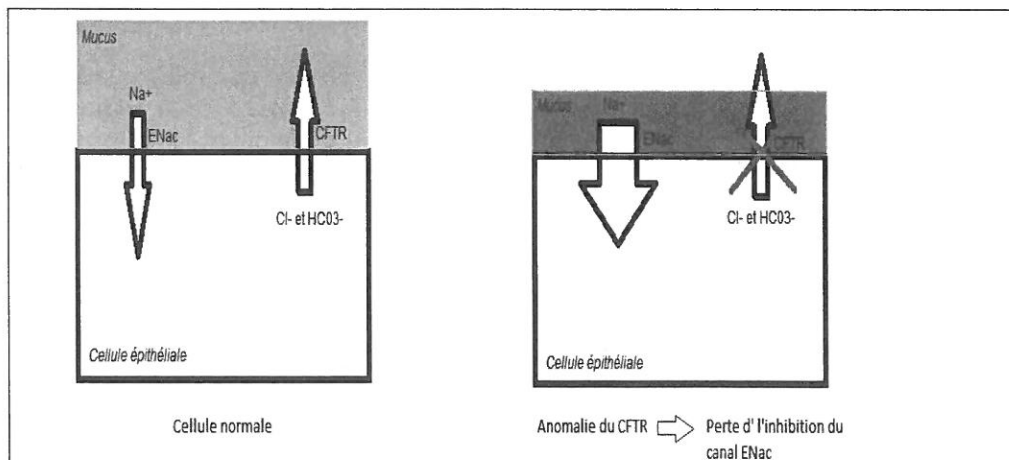 Mucus
Na+
ENac
CFTR
Cl- et HC03-
Cellule épithéliale
Cellule normale
Mucus
Na+
ENac
CFTR
Cl- et HC03-
Cellule épithéliale
Anomalie du CFTR
Perte d' l'inhibition du
canal ENac